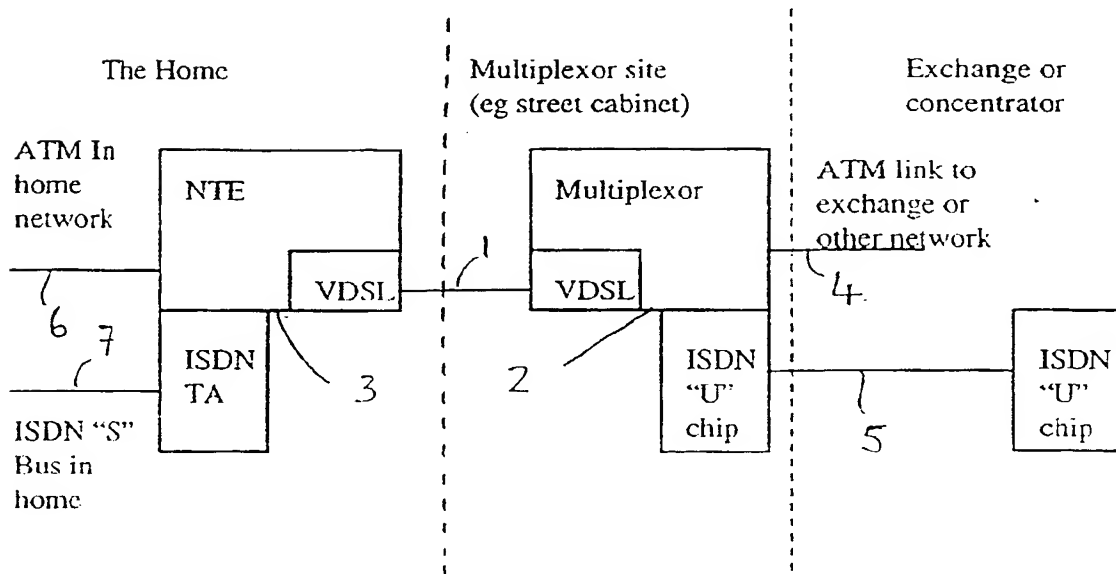 The Home
Multiplexor site
(eg street cabinet)
Exchange or
concentrator
ATM In
home
network
NTE
VDSL
1
VDSL
Multiplexor
ATM link to
exchange or
other network
4
6
7
ISDN
TA
3
2
ISDN
“U”
chip
5
ISDN
“U”
chip
ISDN “S”
Bus in
home